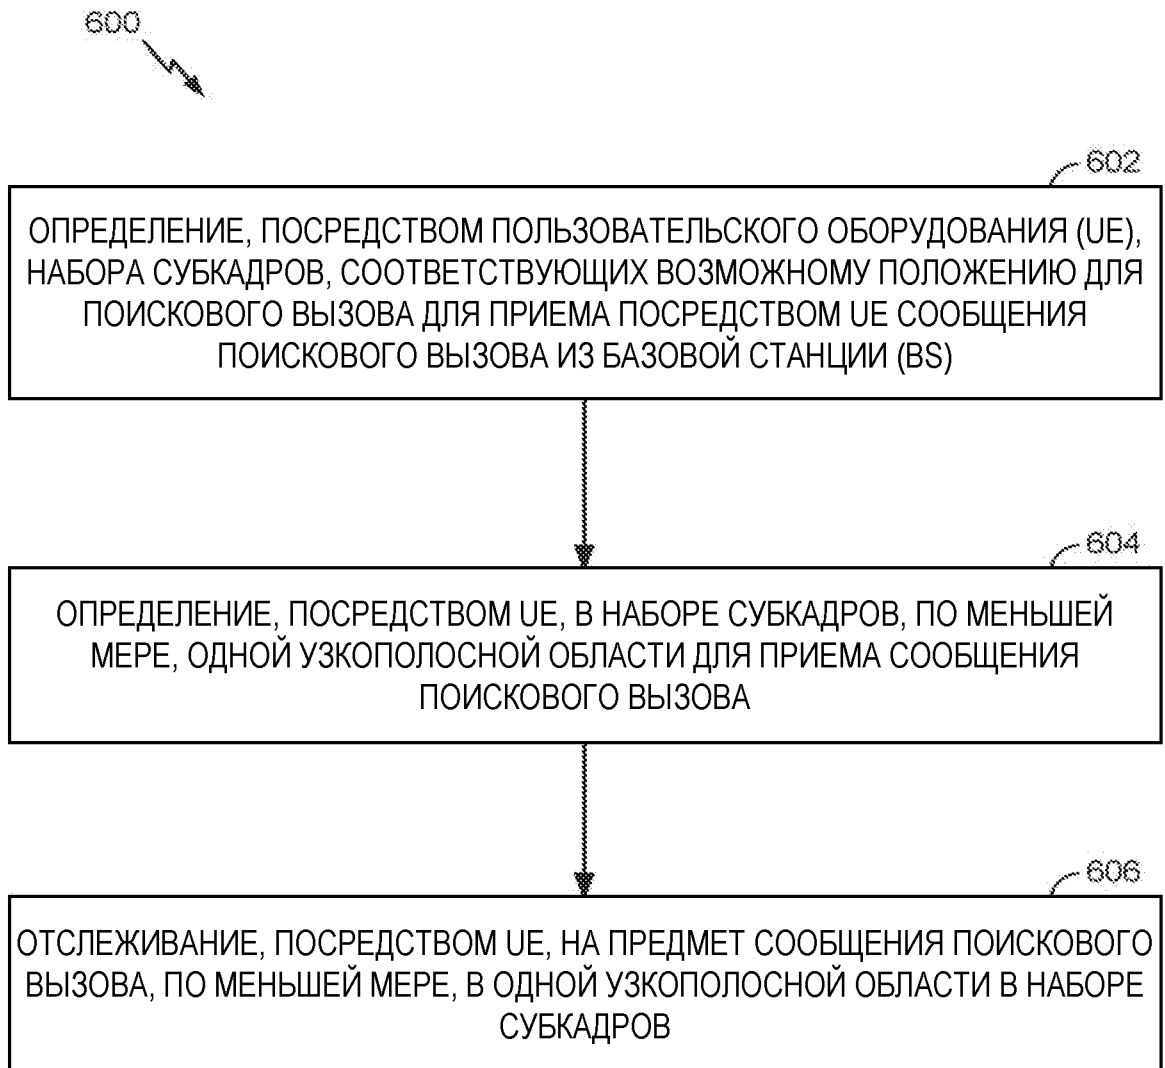 600
602
ОПРЕДЕЛЕНИЕ, ПОСРЕДСТВОМ ПОЛЬЗОВАТЕЛЬСКОГО ОБОРУДОВАНИЯ (UE),
НАБОРА СУБКАДРОВ, СООТВЕТСТВУЮЩИХ ВОЗМОЖНОМУ ПОЛОЖЕНИЮ ДЛЯ
ПОИСКОВОГО ВЫЗОВА ДЛЯ ПРИЕМА ПОСРЕДСТВОМ UE СООБЩЕНИЯ
ПОИСКОВОГО ВЫЗОВА ИЗ БАЗОВОЙ СТАНЦИИ (BS)
604
ОПРЕДЕЛЕНИЕ, ПОСРЕДСТВОМ UE, В НАБОРЕ СУБКАДРОВ, ПО МЕНЬШЕЙ
МЕРЕ, ОДНОЙ УЗКОПОЛОСНОЙ ОБЛАСТИ ДЛЯ ПРИЕМА СООБЩЕНИЯ
ПОИСКОВОГО ВЫЗОВА
606
ОТСЛЕЖИВАНИЕ, ПОСРЕДСТВОМ UE, НА ПРЕДМЕТ СООБЩЕНИЯ ПОИСКОВОГО
ВЫЗОВА, ПО МЕНЬШЕЙ МЕРЕ, В ОДНОЙ УЗКОПОЛОСНОЙ ОБЛАСТИ В НАБОРЕ
СУБКАДРОВ